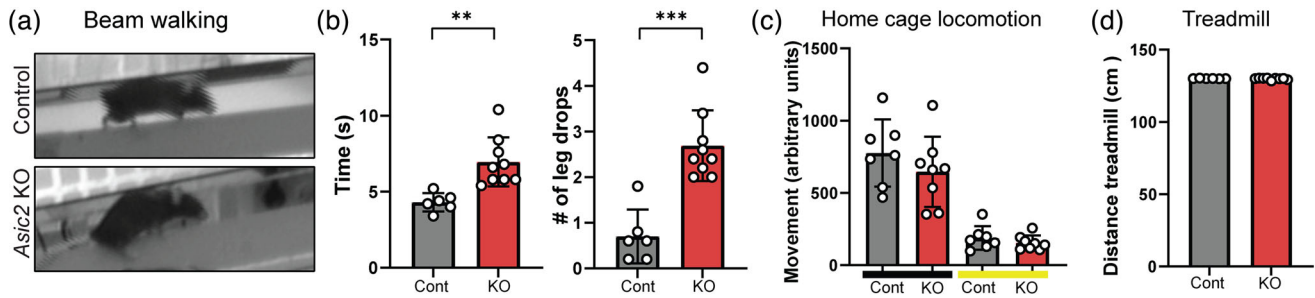 (a)
Beam walking
Control
Asic2 KO
(b)
**
15
10
5
0
Time (s)
Cont
KO
***
5
4
3
2
1
0
# of leg drops
Cont
KO
(c)
Home cage locomotion
1500
1000
500
0
Movement (arbitrary units)
Cont
KO
Cont
KO
(d)
Treadmill
150
100
50
0
Distance treadmill (cm)
Cont
KO